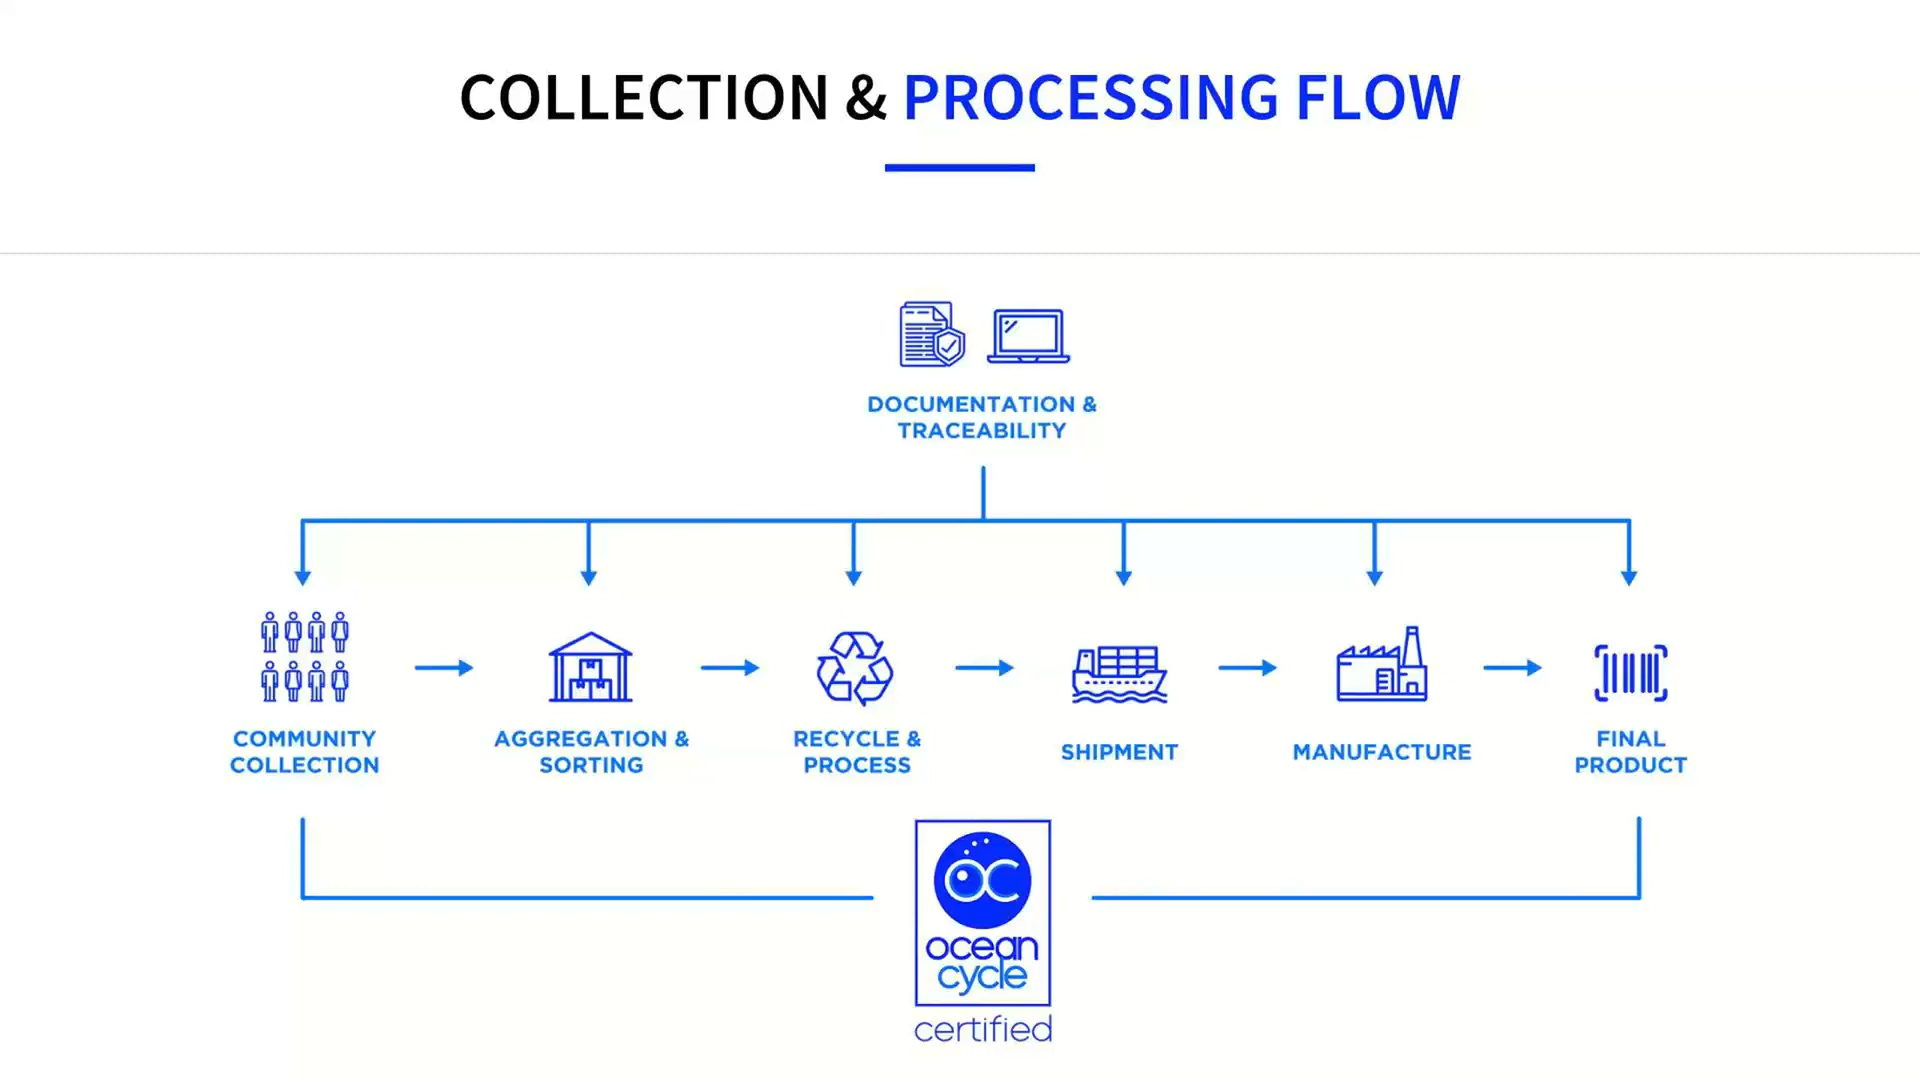 COLLECTION & PROCESSING FLOW
DOCUMENTATION &
TRACEABILITY
COMMUNITY
COLLECTION
AGGREGATION &
SORTING
RECYCLE &
PROCESS
SHIPMENT
MANUFACTURE
FINAL
PRODUCT
OC
ocean
cycle
certified